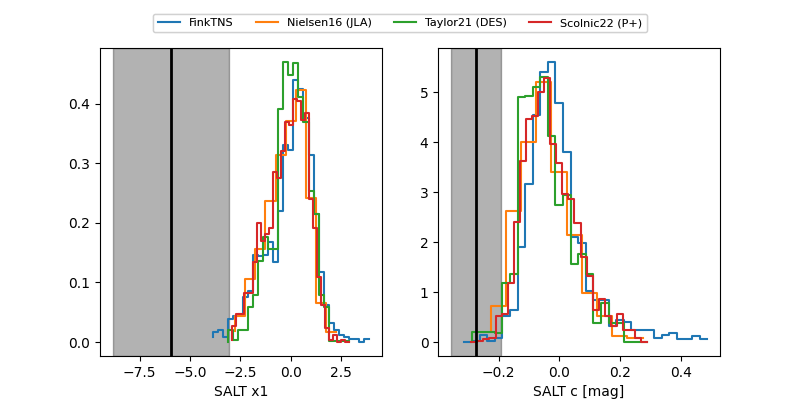 FinkTNS Nielsen16 (JLA) Taylor21 (DES) Scolnic22 (P+)
0.4
0.3
0.2
0.1
0.0
−7.5 −5.0 −2.5 0.0 2.5
SALT x1
5
4
3
2
1
0
−0.2 0.0 0.2 0.4
SALT c [mag]